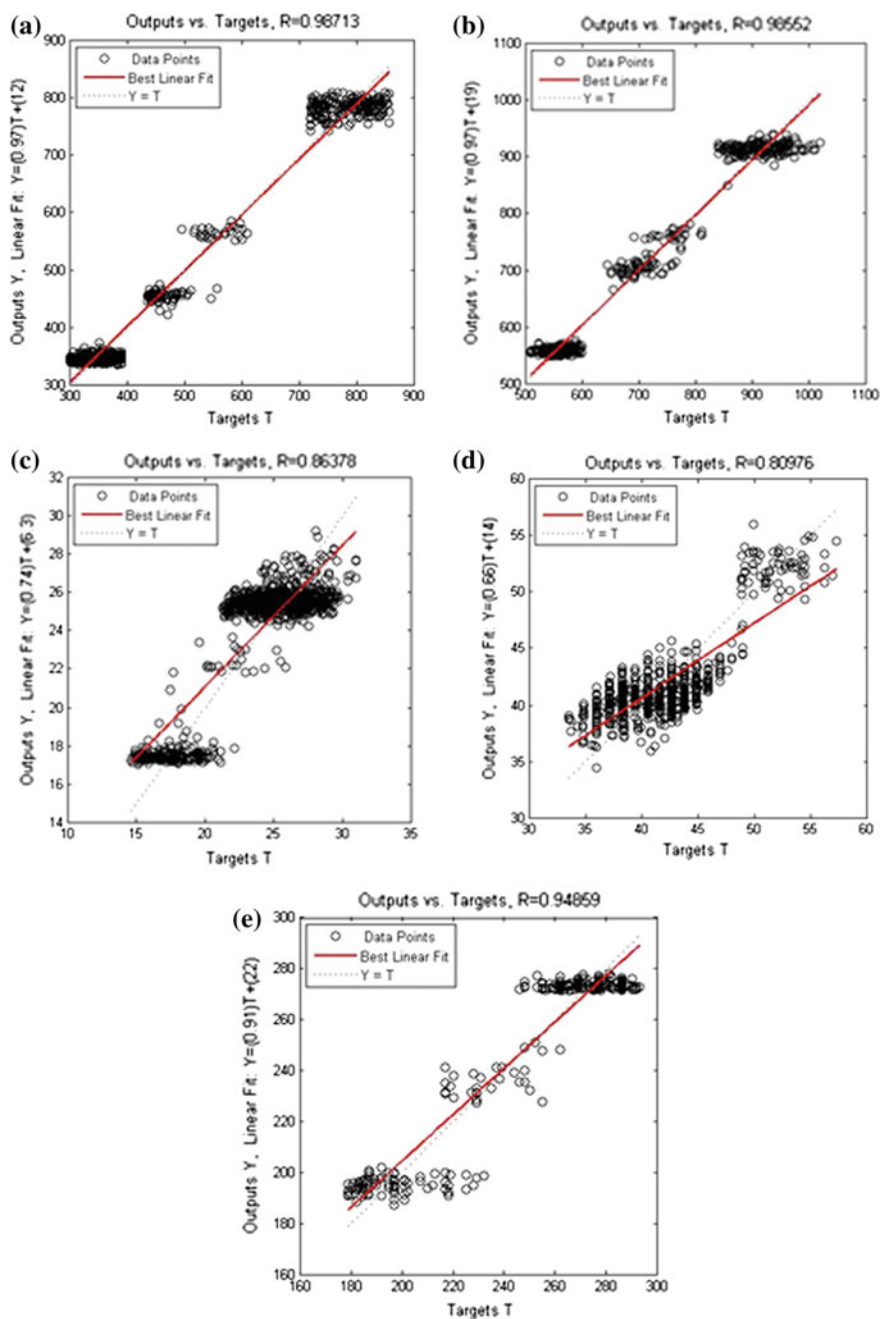 (a)
Outputs vs. Targets, R=0.98713
Outputs Y, Linear Fit: Y=(0.97)T+(12)
900
800
700
600
500
400
300
Data Points
Best Linear Fit
Y = T
300 400 500 600 700 800 900
Targets T
(b)
Outputs vs. Targets, R=0.98552
Outputs Y, Linear Fit: Y=(0.97)T+(19)
1100
1000
900
800
700
600
500
Data Points
Best Linear Fit
Y = T
500 600 700 800 900 1000 1100
Targets T
(c)
Outputs vs. Targets, R=0.86378
Outputs Y, Linear Fit: Y=(0.74)T+(6.3)
32
30
28
26
24
22
20
18
16
14
Data Points
Best Linear Fit
Y = T
10 15 20 25 30 35
Targets T
(d)
Outputs vs. Targets, R=0.80976
Outputs Y, Linear Fit: Y=(0.66)T+(14)
60
55
50
45
40
35
30
Data Points
Best Linear Fit
Y = T
30 35 40 45 50 55 60
Targets T
(e)
Outputs vs. Targets, R=0.94859
Outputs Y, Linear Fit: Y=(0.91)T+(22)
300
280
260
240
220
200
180
160
Data Points
Best Linear Fit
Y = T
160 180 200 220 240 260 280 300
Targets T